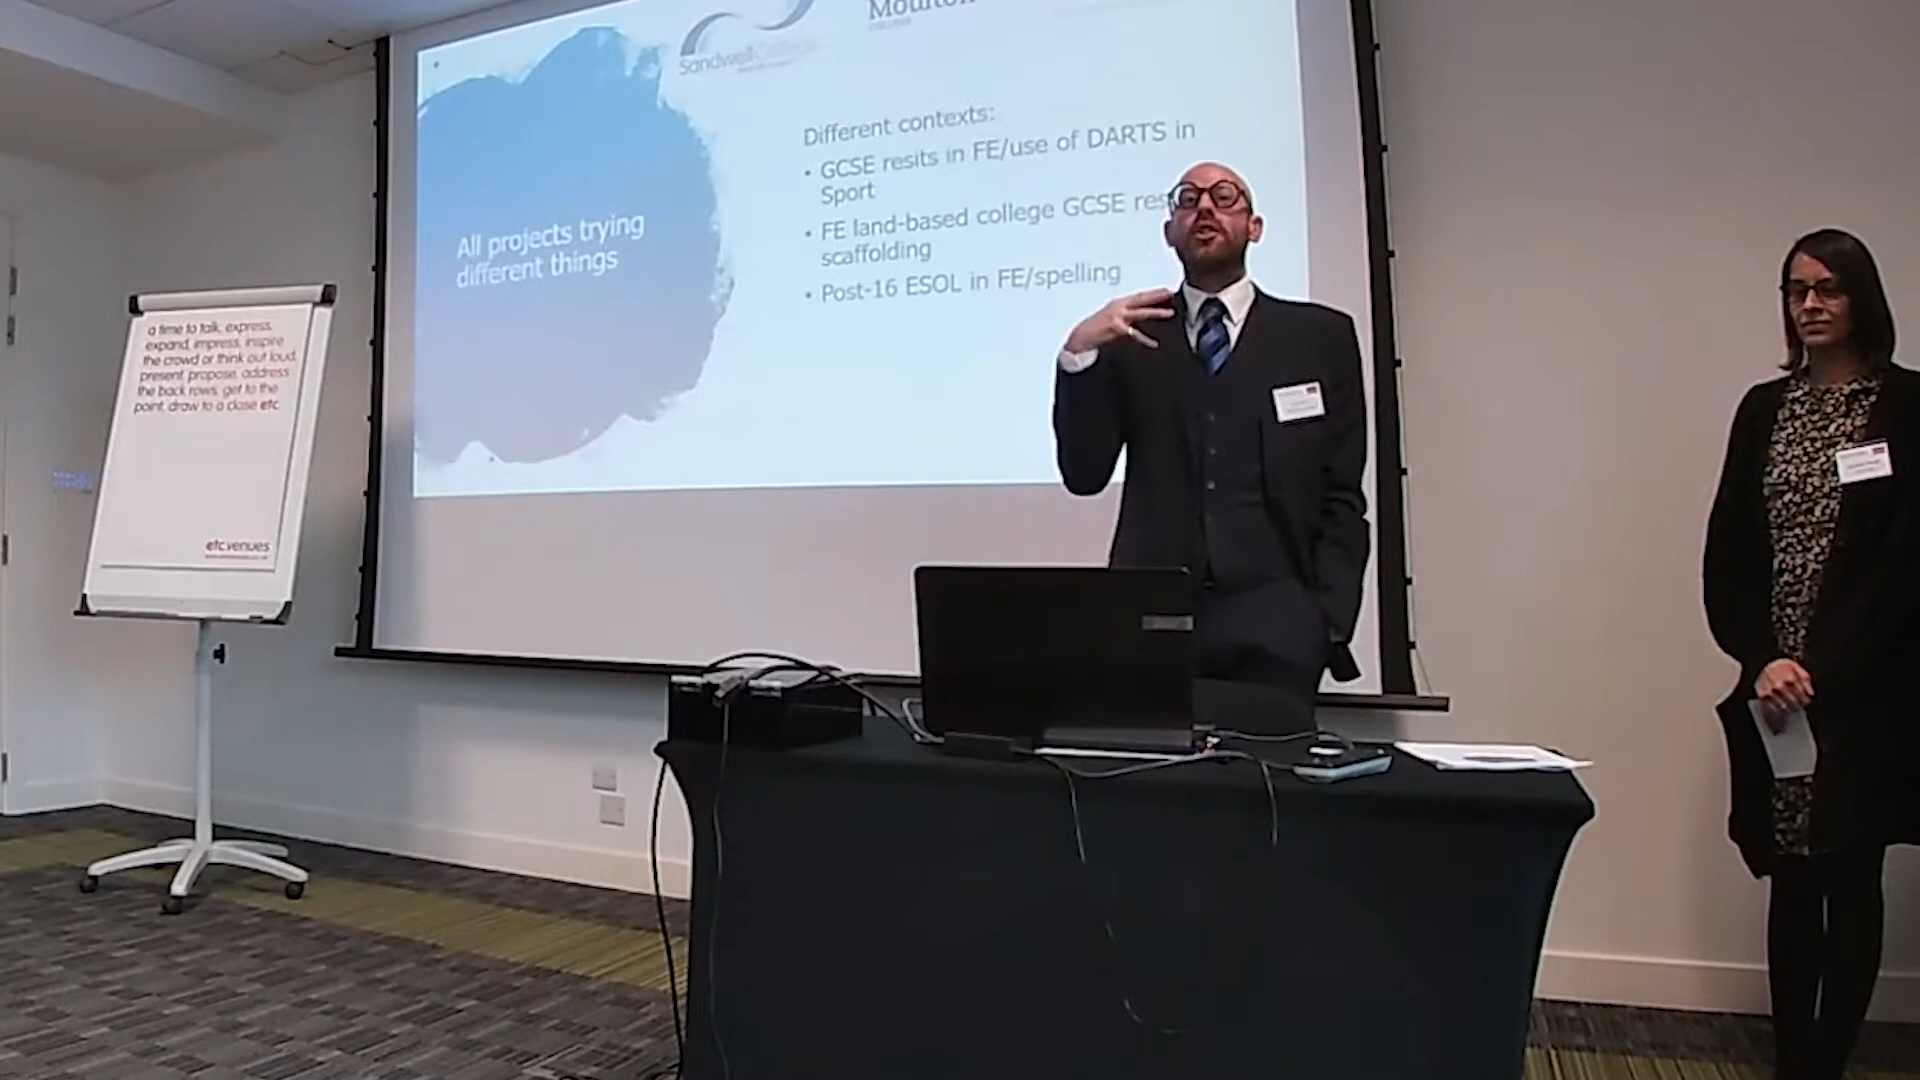 a time to talk, express,
expand, impress, inspire
the crowd or think out loud,
present, propose, address
the back rows, get to the
point, draw to a close etc
etc.venues
All projects trying
different things
Sandwell College
Moulton
COLLEGE
Different contexts:
• GCSE resits in FE/use of DARTS in
Sport
• FE land-based college GCSE res
scaffolding
• Post-16 ESOL in FE/spelling